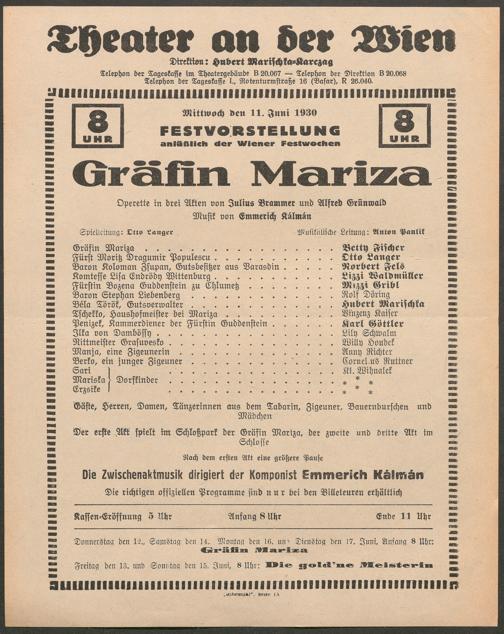 Theater an der Wien
Direktion: Hubert Marischka-Karczag
Telephon der Tageskasse im Theatergebäude B 20.067 — Telephon der Direktion B 20.068
Telephon der Tageskasse I., Rotenturmstraße 16 (Basar), R 26.040.
8 UHR
Mittwoch den 11. Juni 1930
8 UHR
FESTVORSTELLUNG
anläßlich der Wiener Festwochen
Gräfin Mariza
Operette in drei Akten von Julius Brammer und Alfred Grünwald
Musik von Emmerich Kálmán
Spielleitung: Otto Langer Musikalische Leitung: Anton Paulik
Gräfin Mariza . . . . . . . . Betty Fischer
Fürst Moritz Dragumir Populescu . . . . . . . . Otto Langer
Baron Koloman Zsupan, Gutsbesitzer aus Varasdin . . . . . . . . Norbert Fels
Komtesse Lisa Endrödy Wittenburg . . . . . . . . Lizzi Waldmüller
Fürstin Bozena Guddenstein zu Chlumetz . . . . . . . . Mizzi Gribl
Baron Stephan Liebenberg . . . . . . . . Rolf Döring
Béla Török, Gutsverwalter . . . . . . . . Hubert Marischka
Tschekko, Haushofmeister bei Mariza . . . . . . . . Vinzenz Kaiser
Penizek, Kammerdiener der Fürstin Guddenstein . . . . . . . . Karl Göttler
Ilka von Dambössy . . . . . . . . Lily Schwalm
Rittmeister Grafuvesko . . . . . . . . Willy Houdek
Manja, eine Zigeunerin . . . . . . . . Anny Richter
Berko, ein junger Zigeuner . . . . . . . . Cornelius Ruttner
Sari . . . . . . . . Kl. Wihnalek
Mariska } Dorfkinder . . . . . . . . * * *
Erzsike . . . . . . . . * * *
Gäste, Herren, Damen, Tänzerinnen aus dem Tabarin, Zigeuner, Bauernburschen und
Mädchen
Der erste Akt spielt im Schloßpark der Gräfin Mariza, der zweite und dritte Akt im
Schlosse
Nach dem ersten Akt eine größere Pause
Die Zwischenaktmusik dirigiert der Komponist Emmerich Kálmán
Die richtigen offiziellen Programme sind nur bei den Billeteuren erhältlich
Kassen-Eröffnung 5 Uhr Anfang 8 Uhr Ende 11 Uhr
Donnerstag den 12., Samstag den 14. Montag den 16. und Dienstag den 17. Juni, Anfang 8 Uhr:
Gräfin Mariza
Freitag den 13. und Sonntag den 15. Juni, 8 Uhr: Die gold'ne Meisterin